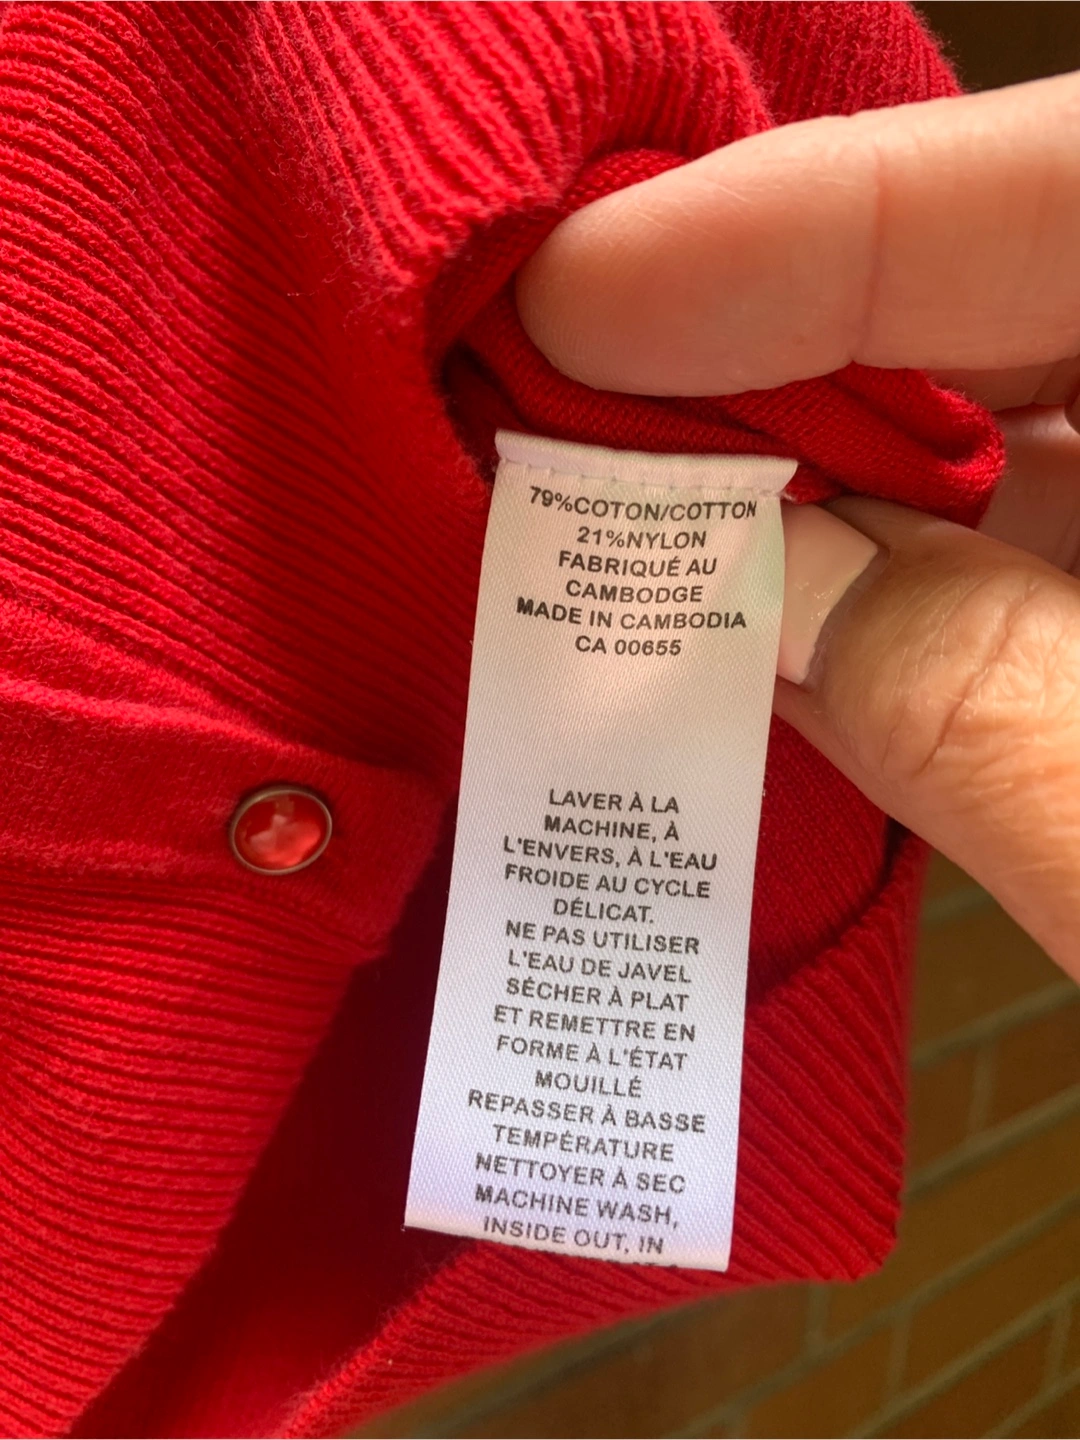 79%COTON/COTTON
21%NYLON
FABRIQUÉ AU
CAMBODGE
MADE IN CAMBODIA
CA 00655
LAVER À LA
MACHINE, À
L'ENVERS, À L'EAU
FROIDE AU CYCLE
DÉLICAT.
NE PAS UTILISER
L'EAU DE JAVEL
SÉCHER À PLAT
ET REMETTRE EN
FORME À L'ÉTAT
MOUILLÉ
REPASSER À BASSE
TEMPÉRATURE
NETTOYER À SEC
MACHINE WASH,
INSIDE OUT, IN